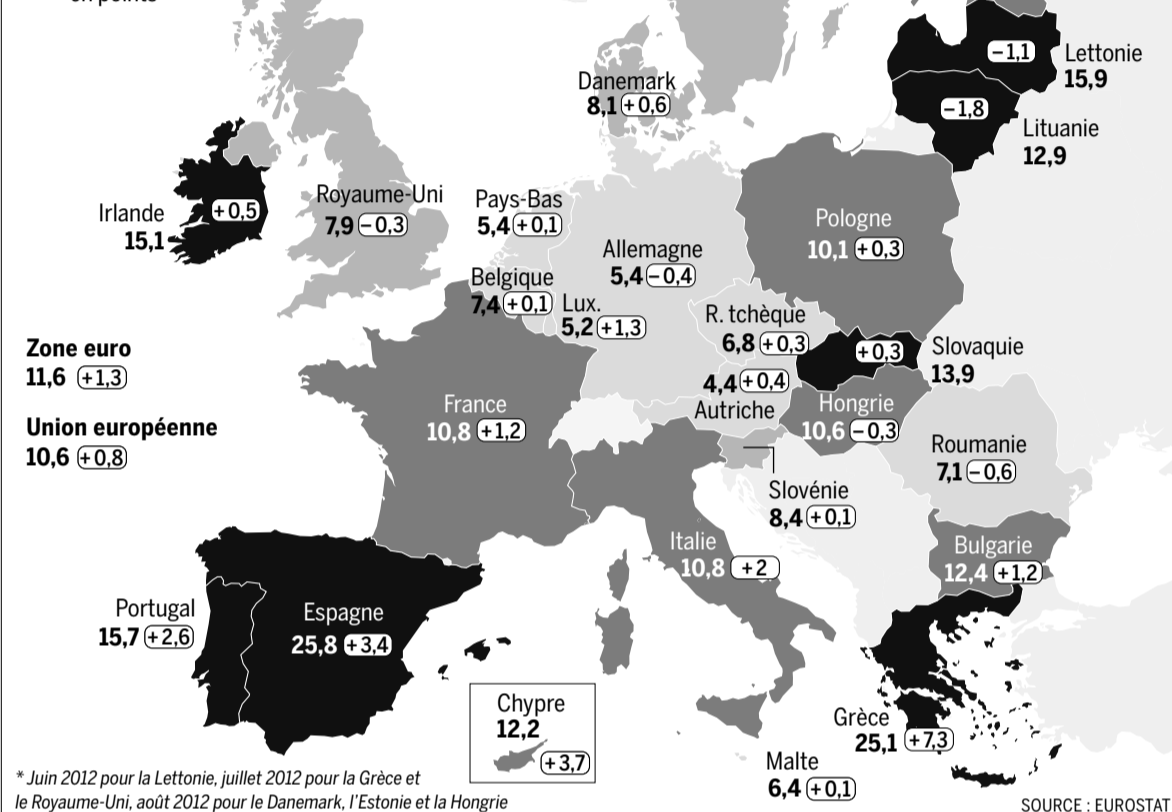 −1,1
Lettonie
15,9
Danemark
8,1 +0,6
−1,8
Lituanie
12,9
Irlande
15,1
+0,5
Royaume-Uni
7,9 −0,3
Pays-Bas
5,4 +0,1
Allemagne
5,4 −0,4
Pologne
10,1 +0,3
Belgique
7,4 +0,1
Lux.
5,2 +1,3
R. tchèque
6,8 +0,3
+0,3
Slovaquie
13,9
Zone euro
11,6 +1,3
4,4 +0,4
Autriche
France
10,8 +1,2
Hongrie
10,6 −0,3
Union européenne
10,6 +0,8
Roumanie
7,1 −0,6
Slovénie
8,4 +0,1
Italie
10,8 +2
Bulgarie
12,4 +1,2
Portugal
15,7 +2,6
Espagne
25,8 +3,4
Chypre
12,2
+3,7
Grèce
25,1 +7,3
Malte
6,4 +0,1
* Juin 2012 pour la Lettonie, juillet 2012 pour la Grèce et
le Royaume-Uni, août 2012 pour le Danemark, l’Estonie et la Hongrie
SOURCE : EUROSTAT